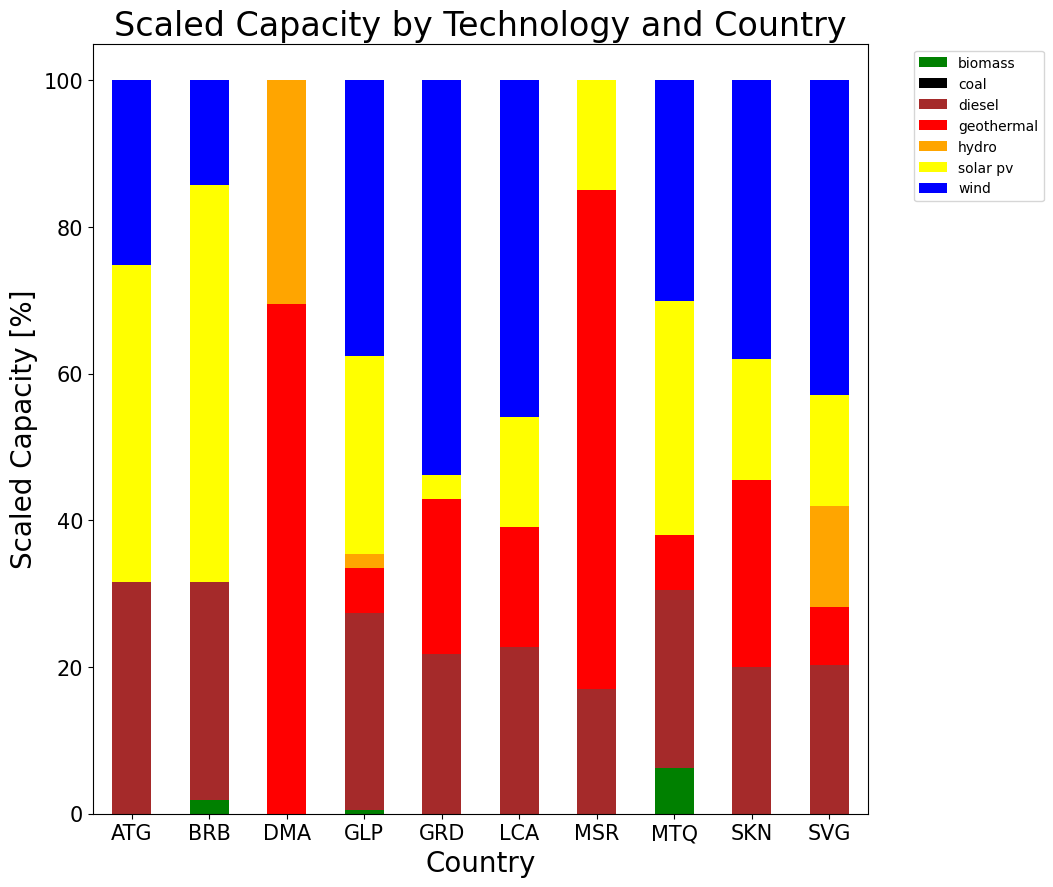 Scaled Capacity by Technology and Country
Scaled Capacity [%]
100
80
60
40
20
0
ATG BRB DMA GLP GRD LCA MSR MTQ SKN SVG
Country
biomass
coal
diesel
geothermal
hydro
solar pv
wind